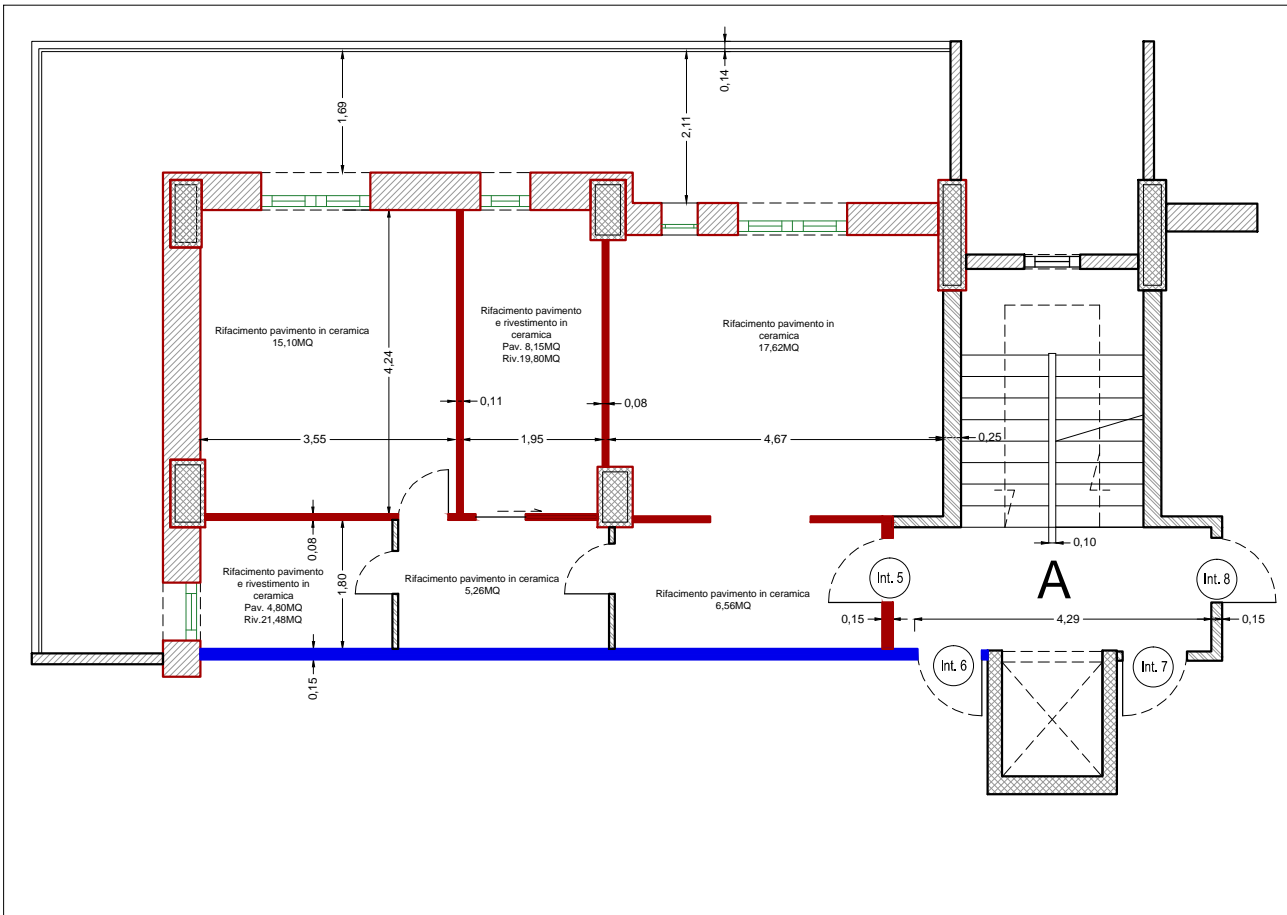 0,14
1,69
2,11
Rifacimento pavimento in ceramica
15,10MQ
Rifacimento pavimento
e rivestimento in
ceramica
Pav. 8,15MQ
Riv.19,80MQ
Rifacimento pavimento in
ceramica
17,62MQ
4,24
0,11
0,08
3,55
1,95
4,67
0,25
0,08
1,80
0,10
Rifacimento pavimento
e rivestimento in
ceramica
Pav. 4,80MQ
Riv.21,48MQ
Rifacimento pavimento in ceramica
5,26MQ
Rifacimento pavimento in ceramica
6,56MQ
Int. 5
A
Int. 8
0,15
4,29
0,15
0,15
Int. 6
Int. 7